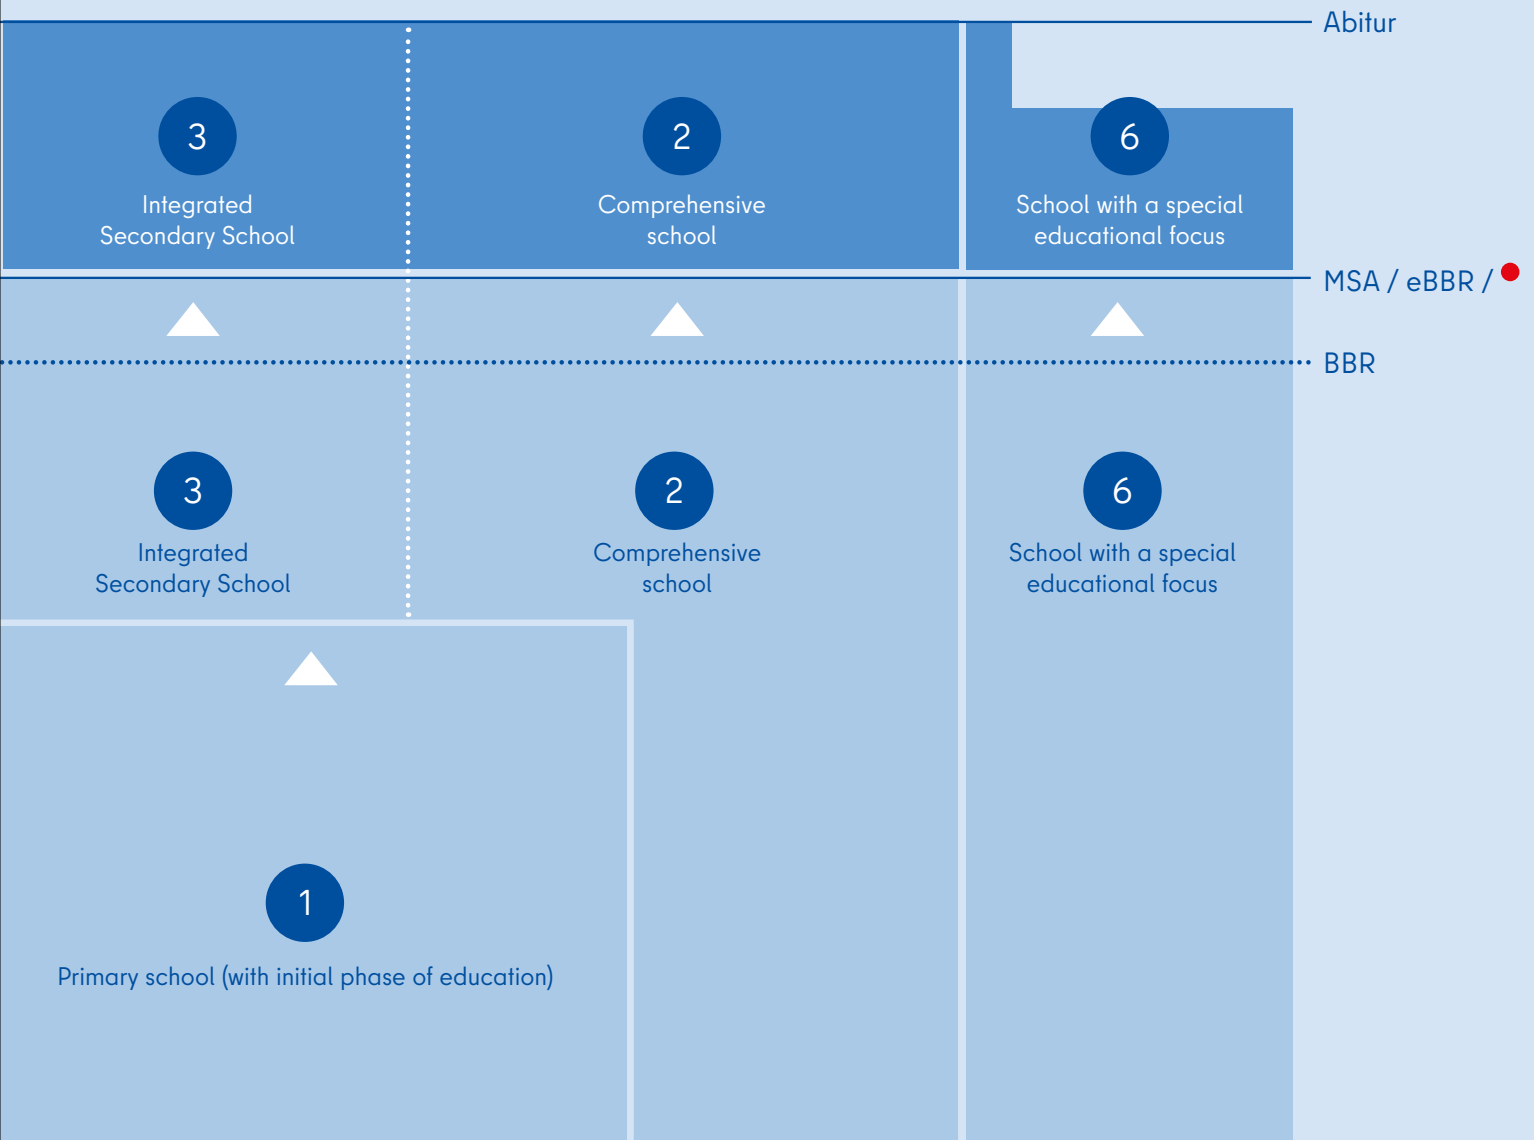 Abitur
3
Integrated
Secondary School
2
Comprehensive
school
6
School with a special
educational focus
MSA / eBBR /
BBR
3
Integrated
Secondary School
2
Comprehensive
school
6
School with a special
educational focus
1
Primary school (with initial phase of education)